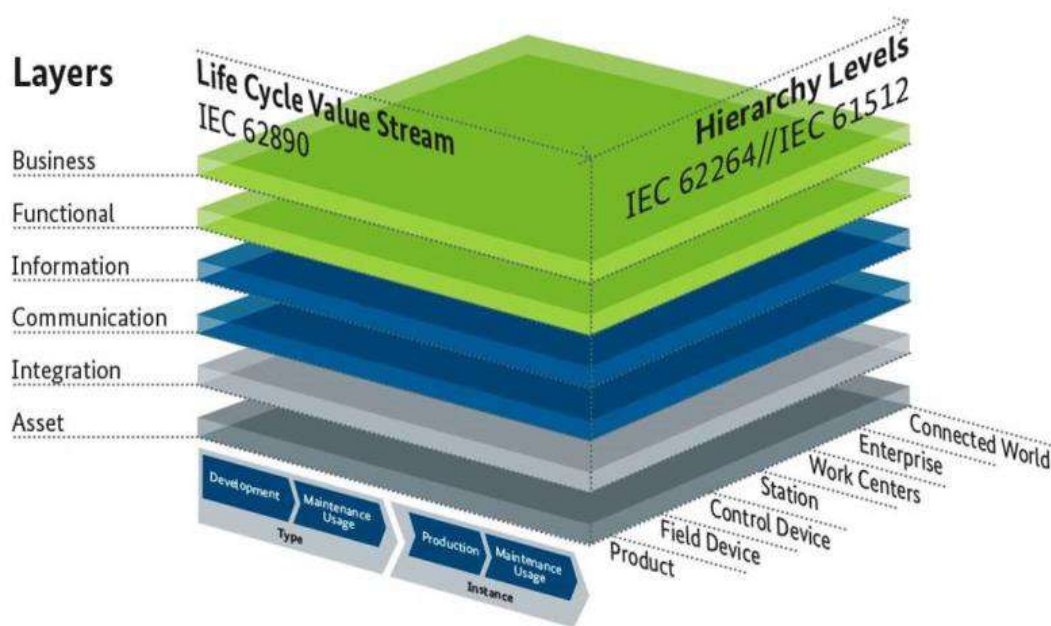 Layers
Life Cycle Value Stream
IEC 62890
Hierarchy Levels
IEC 62264//IEC 61512
Business
Functional
Information
Communication
Integration
Asset
Development
Maintenance
Usage
Type
Production
Maintenance
Usage
Instance
Connected World
Enterprise
Work Centers
Station
Control Device
Field Device
Product